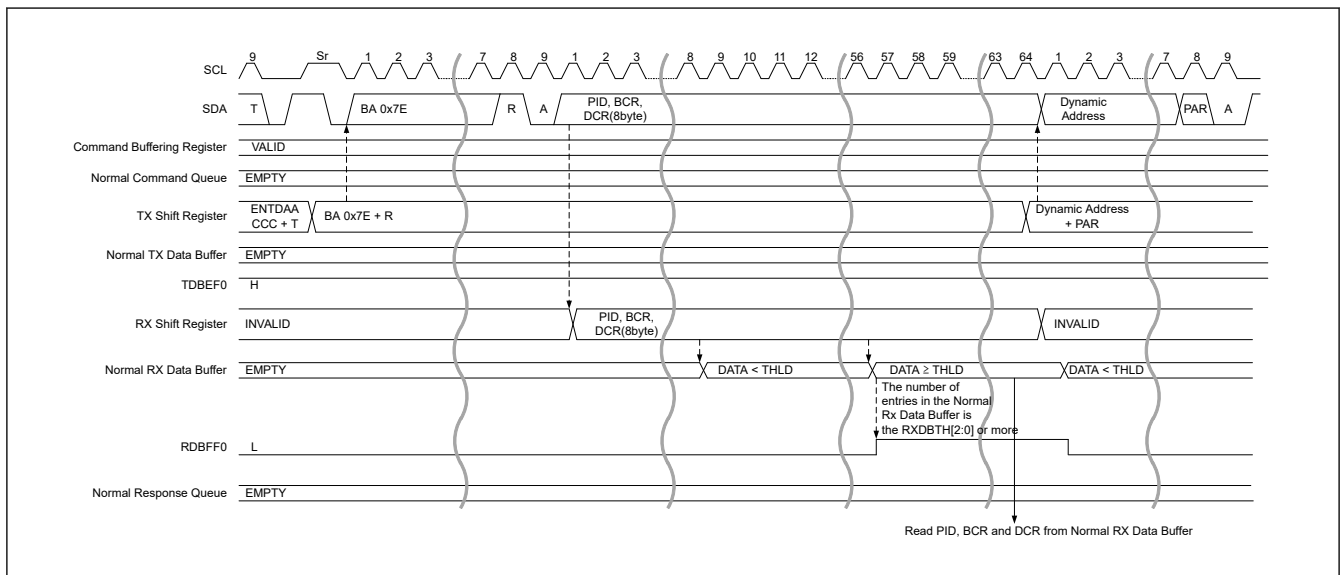 9 Sr 1 2 3 7 8 9 1 2 3 8 9 10 11 12 56 57 58 59 63 64 1 2 3 7 8 9
SCL
SDA T BA 0x7E R A PID, BCR, DCR(8byte) Dynamic Address PAR A
Command Buffering Register VALID
Normal Command Queue EMPTY
TX Shift Register ENTDAA CCC + T BA 0x7E + R Dynamic Address + PAR
Normal TX Data Buffer EMPTY
TDBEF0 H
RX Shift Register INVALID PID, BCR, DCR(8byte) INVALID
Normal RX Data Buffer EMPTY DATA < THLD DATA ≥ THLD DATA < THLD
The number of
entries in the Normal
Rx Data Buffer is
the RXDBTH[2:0] or more
RDBFF0 L
Normal Response Queue EMPTY
Read PID, BCR and DCR from Normal RX Data Buffer